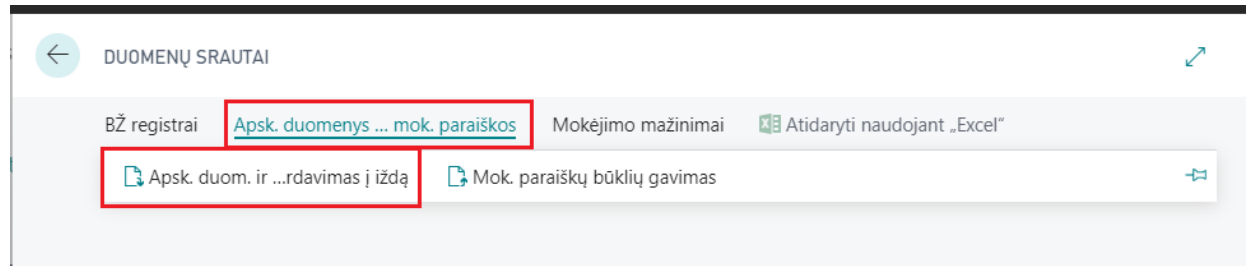 DUOMENŲ SRAUTAI
BŽ registrai Apsk. duomenys ... mok. paraiškos Mokėjimo mažinimai Atidaryti naudojant „Excel“
Apsk. duom. ir ...rdavimas į iždą Mok. paraiškų būklių gavimas